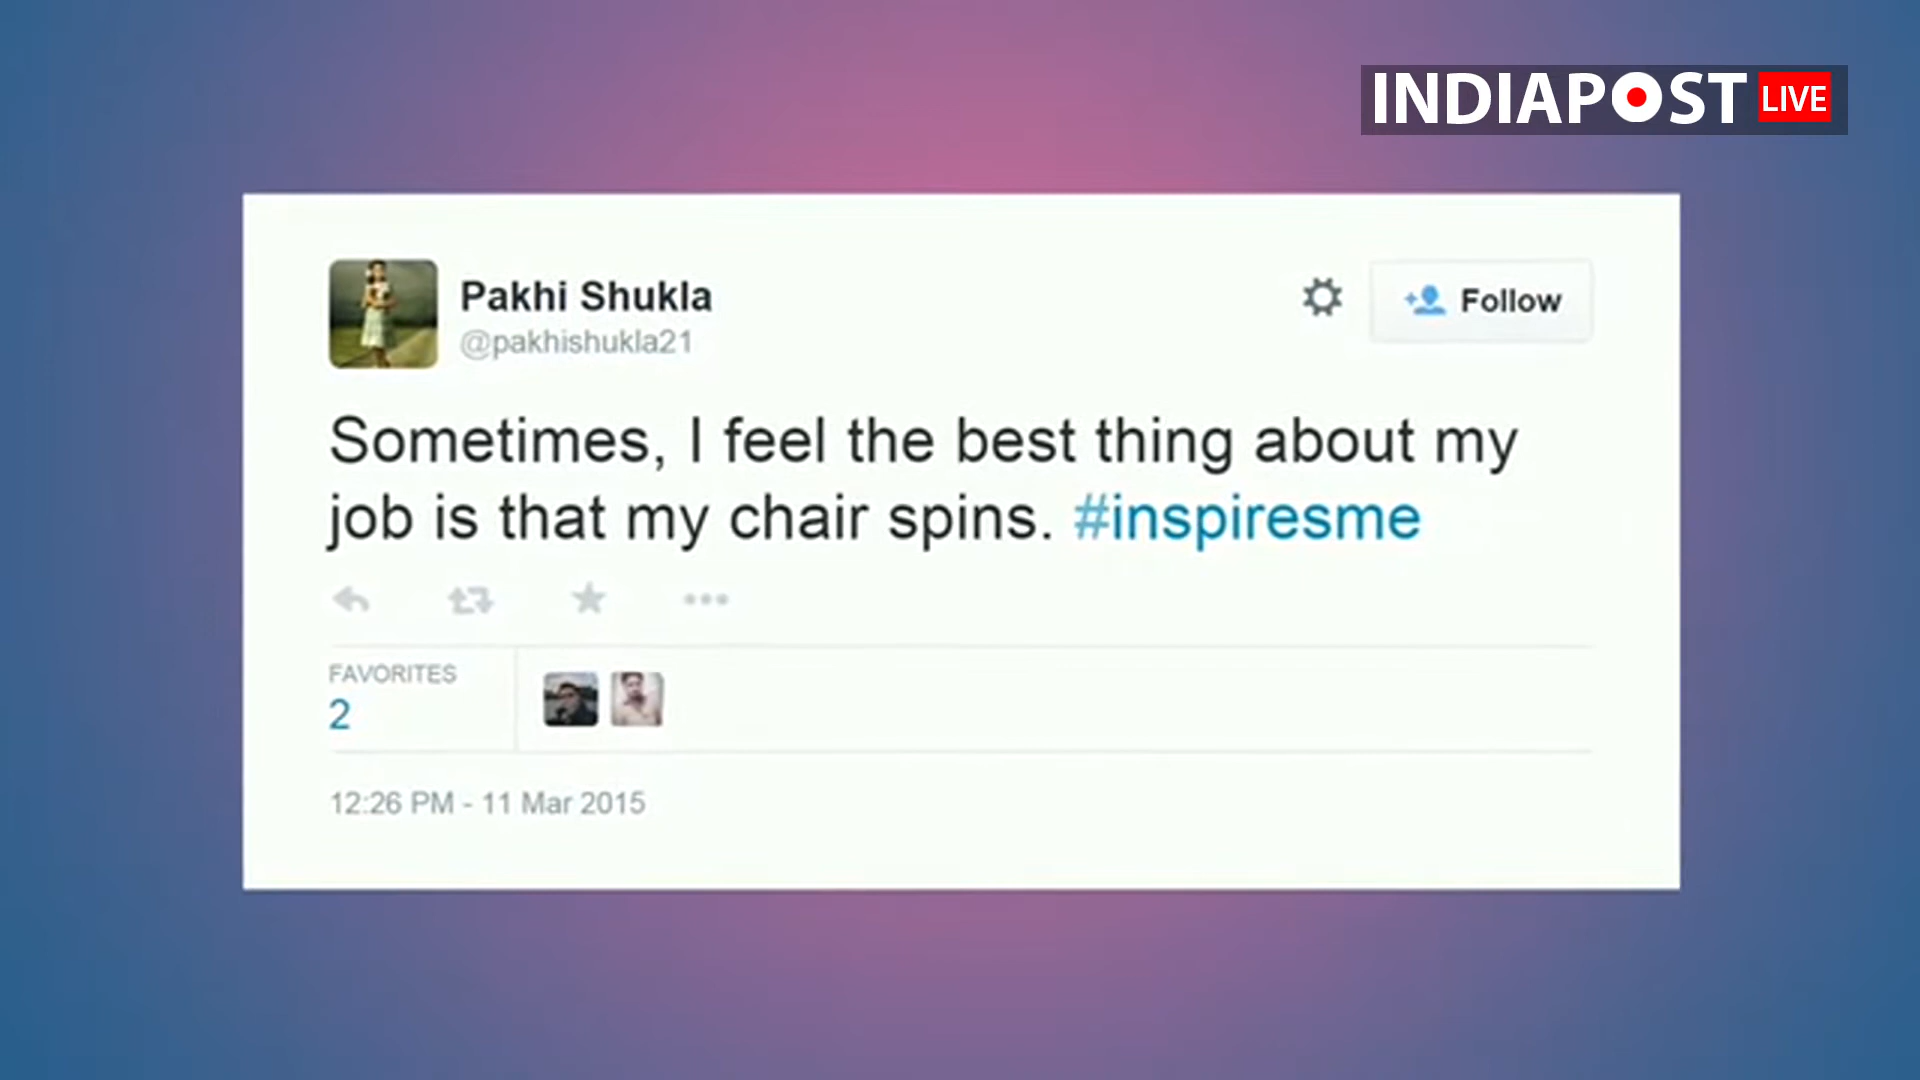 INDIAPOST LIVE
Pakhi Shukla
@pakhishukla21
Follow
Sometimes, I feel the best thing about my
job is that my chair spins. #inspiresme
FAVORITES
2
12:26 PM - 11 Mar 2015